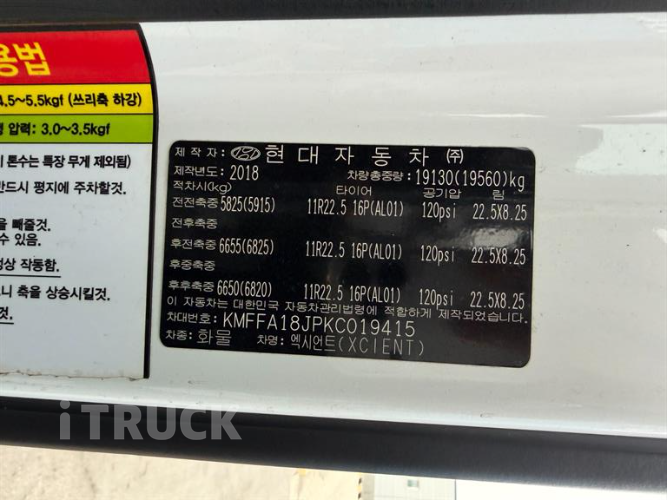 용법
4.5~5.5kgf (쓰리축 하강)
형 압력: 3.0~3.5kgf
톤수는 특장 무게 제외됨)
반드시 평지에 주차할것.
을 빼줄것.
수 있음.
성상 작동함.
축을 상승시킬것.
제 작 자: 현 대 자 동 차 ㈜
제작년도: 2018 차량총중량: 19130(19560)kg
적차시(kg) 타이어 공기압 림
전전축중 5825(5915) 11R22.5 16P(AL01) 120psi 22.5X8.25
전후축중
후전축중 6655(6825) 11R22.5 16P(AL01) 120psi 22.5X8.25
후중축중
후후축중 6650(6820) 11R22.5 16P(AL01) 120psi 22.5X8.25
이 자동차는 대한민국 자동차관리법령에 적합하게 제작되었습니다.
차대번호: KMFFA18JPKC019415
차종: 화물 차명: 엑시언트(XCIENT)
iTRUCK